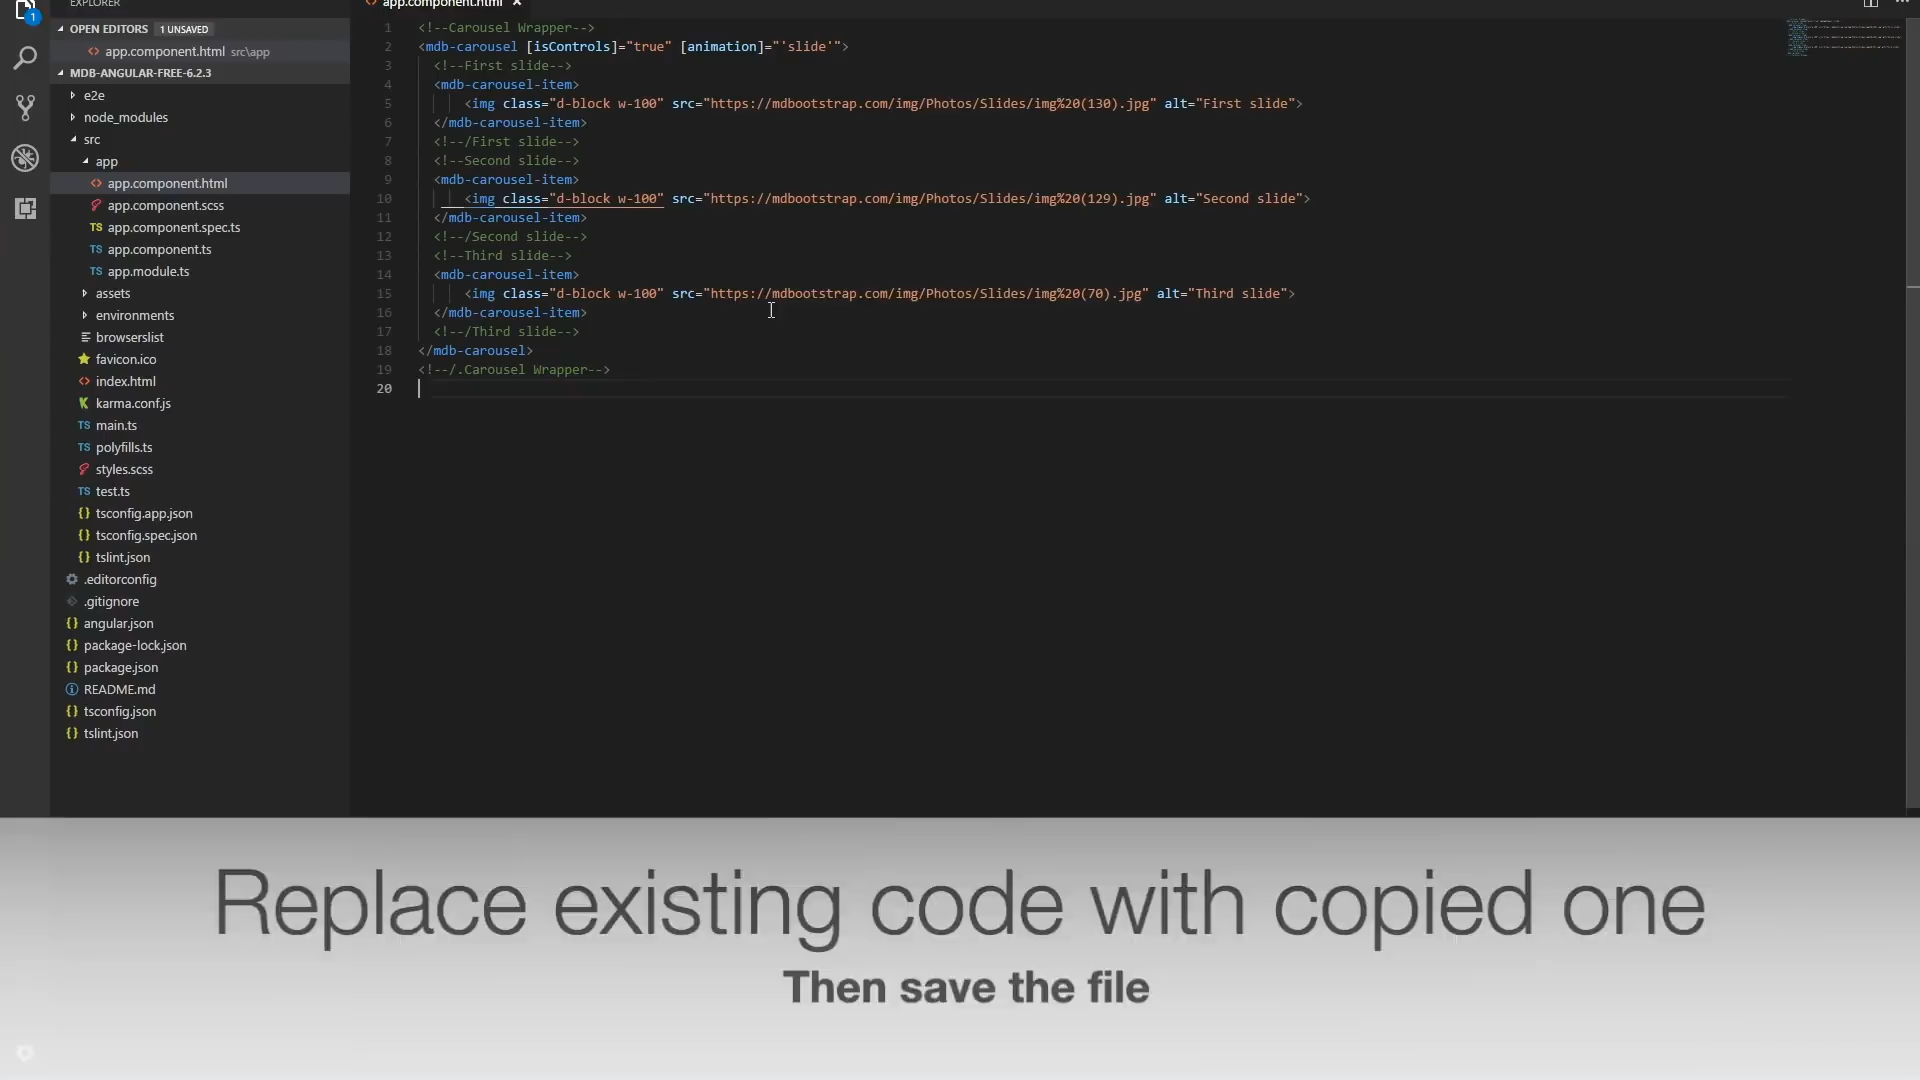 EXPLORER
1
OPEN EDITORS 1 UNSAVED
<> app.component.html src\app
MDB-ANGULAR-FREE-6.2.3
e2e
node_modules
src
app
<> app.component.html
app.component.scss
TS app.component.spec.ts
TS app.component.ts
TS app.module.ts
assets
environments
browserslist
favicon.ico
<> index.html
karma.conf.js
TS main.ts
TS polyfills.ts
styles.scss
TS test.ts
{} tsconfig.app.json
{} tsconfig.spec.json
{} tslint.json
.editorconfig
.gitignore
{} angular.json
{} package-lock.json
{} package.json
README.md
{} tsconfig.json
{} tslint.json
<> app.component.html ×
1 <!--Carousel Wrapper-->
2 <mdb-carousel [isControls]="true" [animation]="'slide'">
3 <!--First slide-->
4 <mdb-carousel-item>
5 <img class="d-block w-100" src="https://mdbootstrap.com/img/Photos/Slides/img%20(130).jpg" alt="First slide">
6 </mdb-carousel-item>
7 <!--/First slide-->
8 <!--Second slide-->
9 <mdb-carousel-item>
10 <img class="d-block w-100" src="https://mdbootstrap.com/img/Photos/Slides/img%20(129).jpg" alt="Second slide">
11 </mdb-carousel-item>
12 <!--/Second slide-->
13 <!--Third slide-->
14 <mdb-carousel-item>
15 <img class="d-block w-100" src="https://mdbootstrap.com/img/Photos/Slides/img%20(70).jpg" alt="Third slide">
16 </mdb-carousel-item>
17 <!--/Third slide-->
18 </mdb-carousel>
19 <!--/.Carousel Wrapper-->
20
Replace existing code with copied one
Then save the file